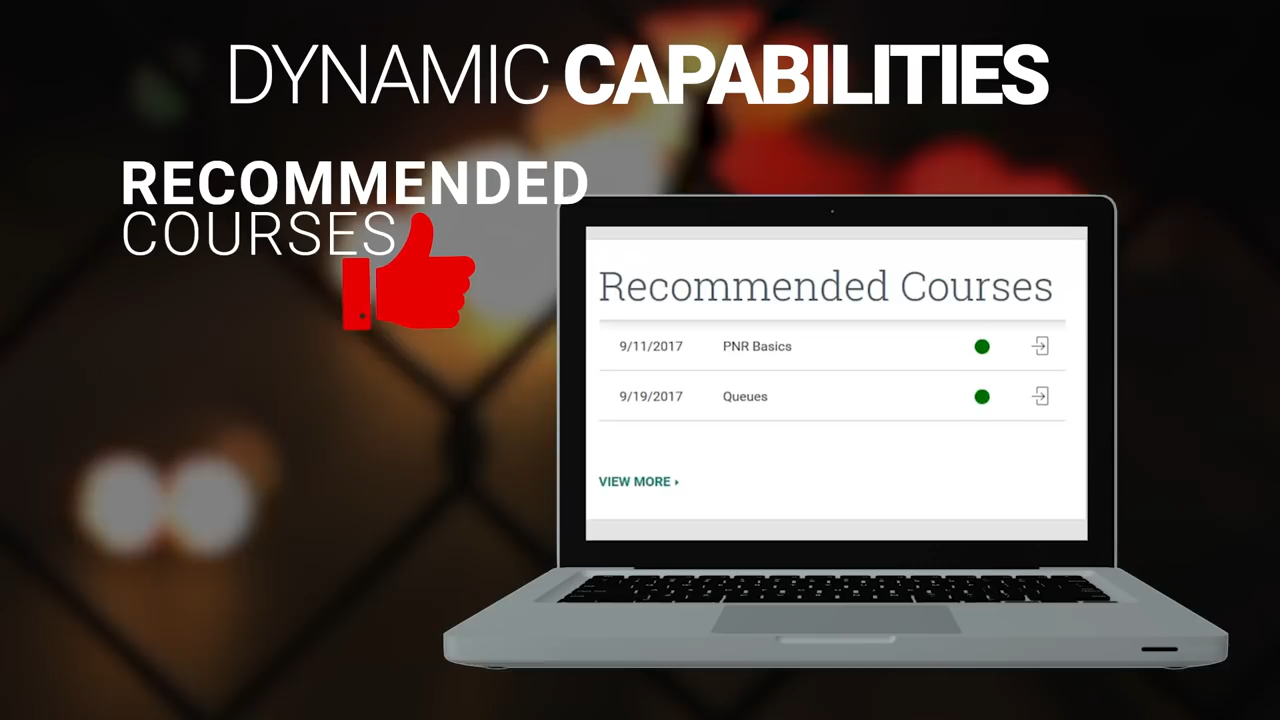 DYNAMIC CAPABILITIES
RECOMMENDED
COURSES
Recommended Courses
9/11/2017 PNR Basics
9/19/2017 Queues
VIEW MORE